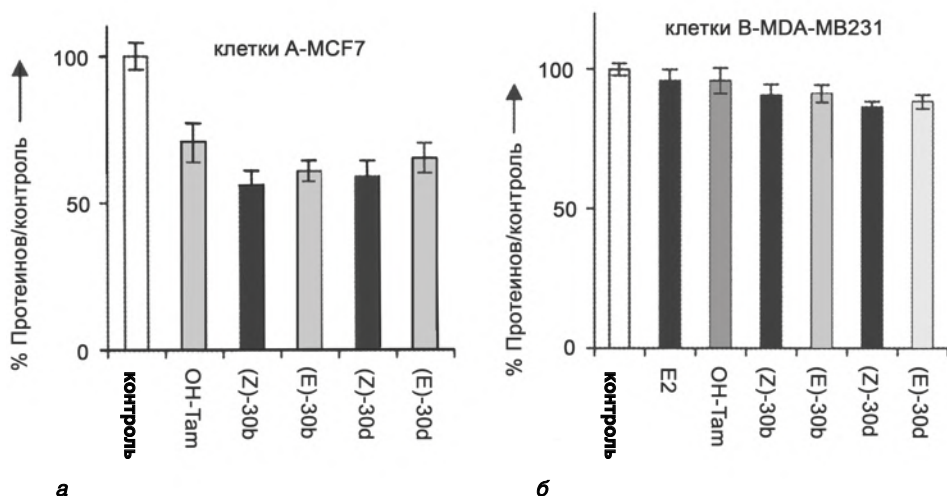 клетки A-MCF7
% Протеинов/контроль
100
50
0
контроль
OH-Tam
(Z)-30b
(E)-30b
(Z)-30d
(E)-30d
а
клетки B-MDA-MB231
% Протеинов/контроль
100
50
0
контроль
E2
OH-Tam
(Z)-30b
(E)-30b
(Z)-30d
(E)-30d
б